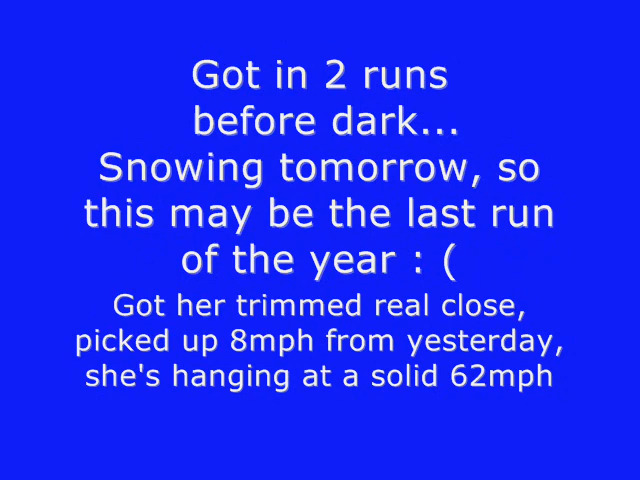 Got in 2 runs
before dark...
Snowing tomorrow, so
this may be the last run
of the year : (
Got her trimmed real close,
picked up 8mph from yesterday,
she's hanging at a solid 62mph